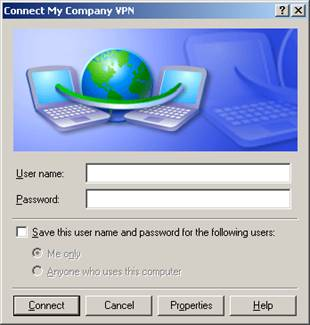 Connect My Company VPN
User name:
Password:
Save this user name and password for the following users:
Me only
Anyone who uses this computer
Connect Cancel Properties Help